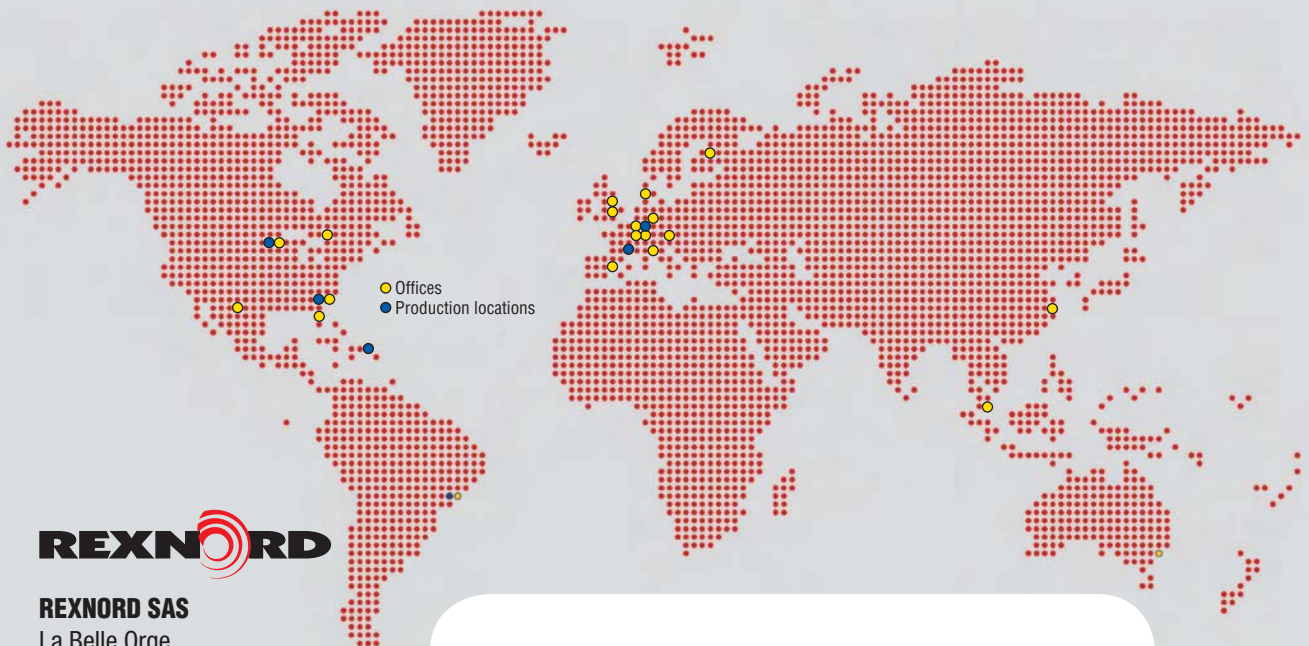 Offices
Production locations
REXNORD
REXNORD SAS
La Belle Orge